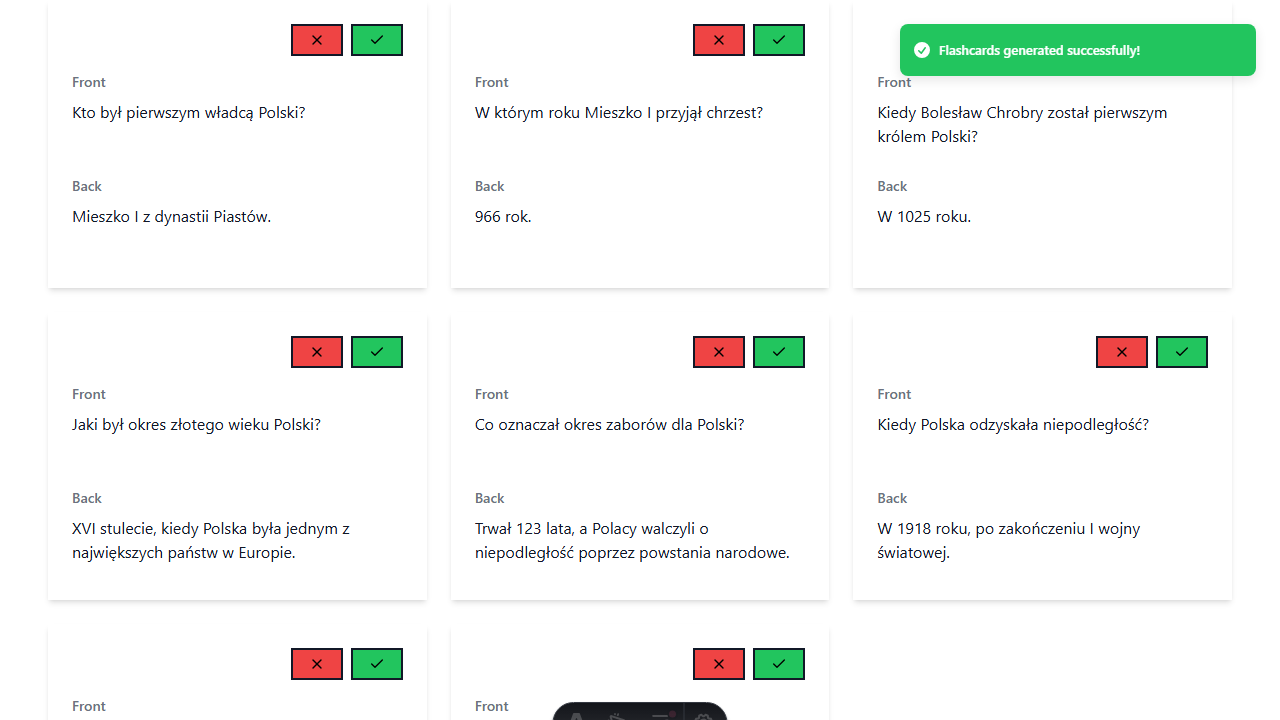 Flashcards generated successfully!
Front
Kto był pierwszym władcą Polski?
Back
Mieszko I z dynastii Piastów.
Front
W którym roku Mieszko I przyjął chrzest?
Back
966 rok.
Front
Kiedy Bolesław Chrobry został pierwszym
królem Polski?
Back
W 1025 roku.
Front
Jaki był okres złotego wieku Polski?
Back
XVI stulecie, kiedy Polska była jednym z
największych państw w Europie.
Front
Co oznaczał okres zaborów dla Polski?
Back
Trwał 123 lata, a Polacy walczyli o
niepodległość poprzez powstania narodowe.
Front
Kiedy Polska odzyskała niepodległość?
Back
W 1918 roku, po zakończeniu I wojny
światowej.
Front
Front